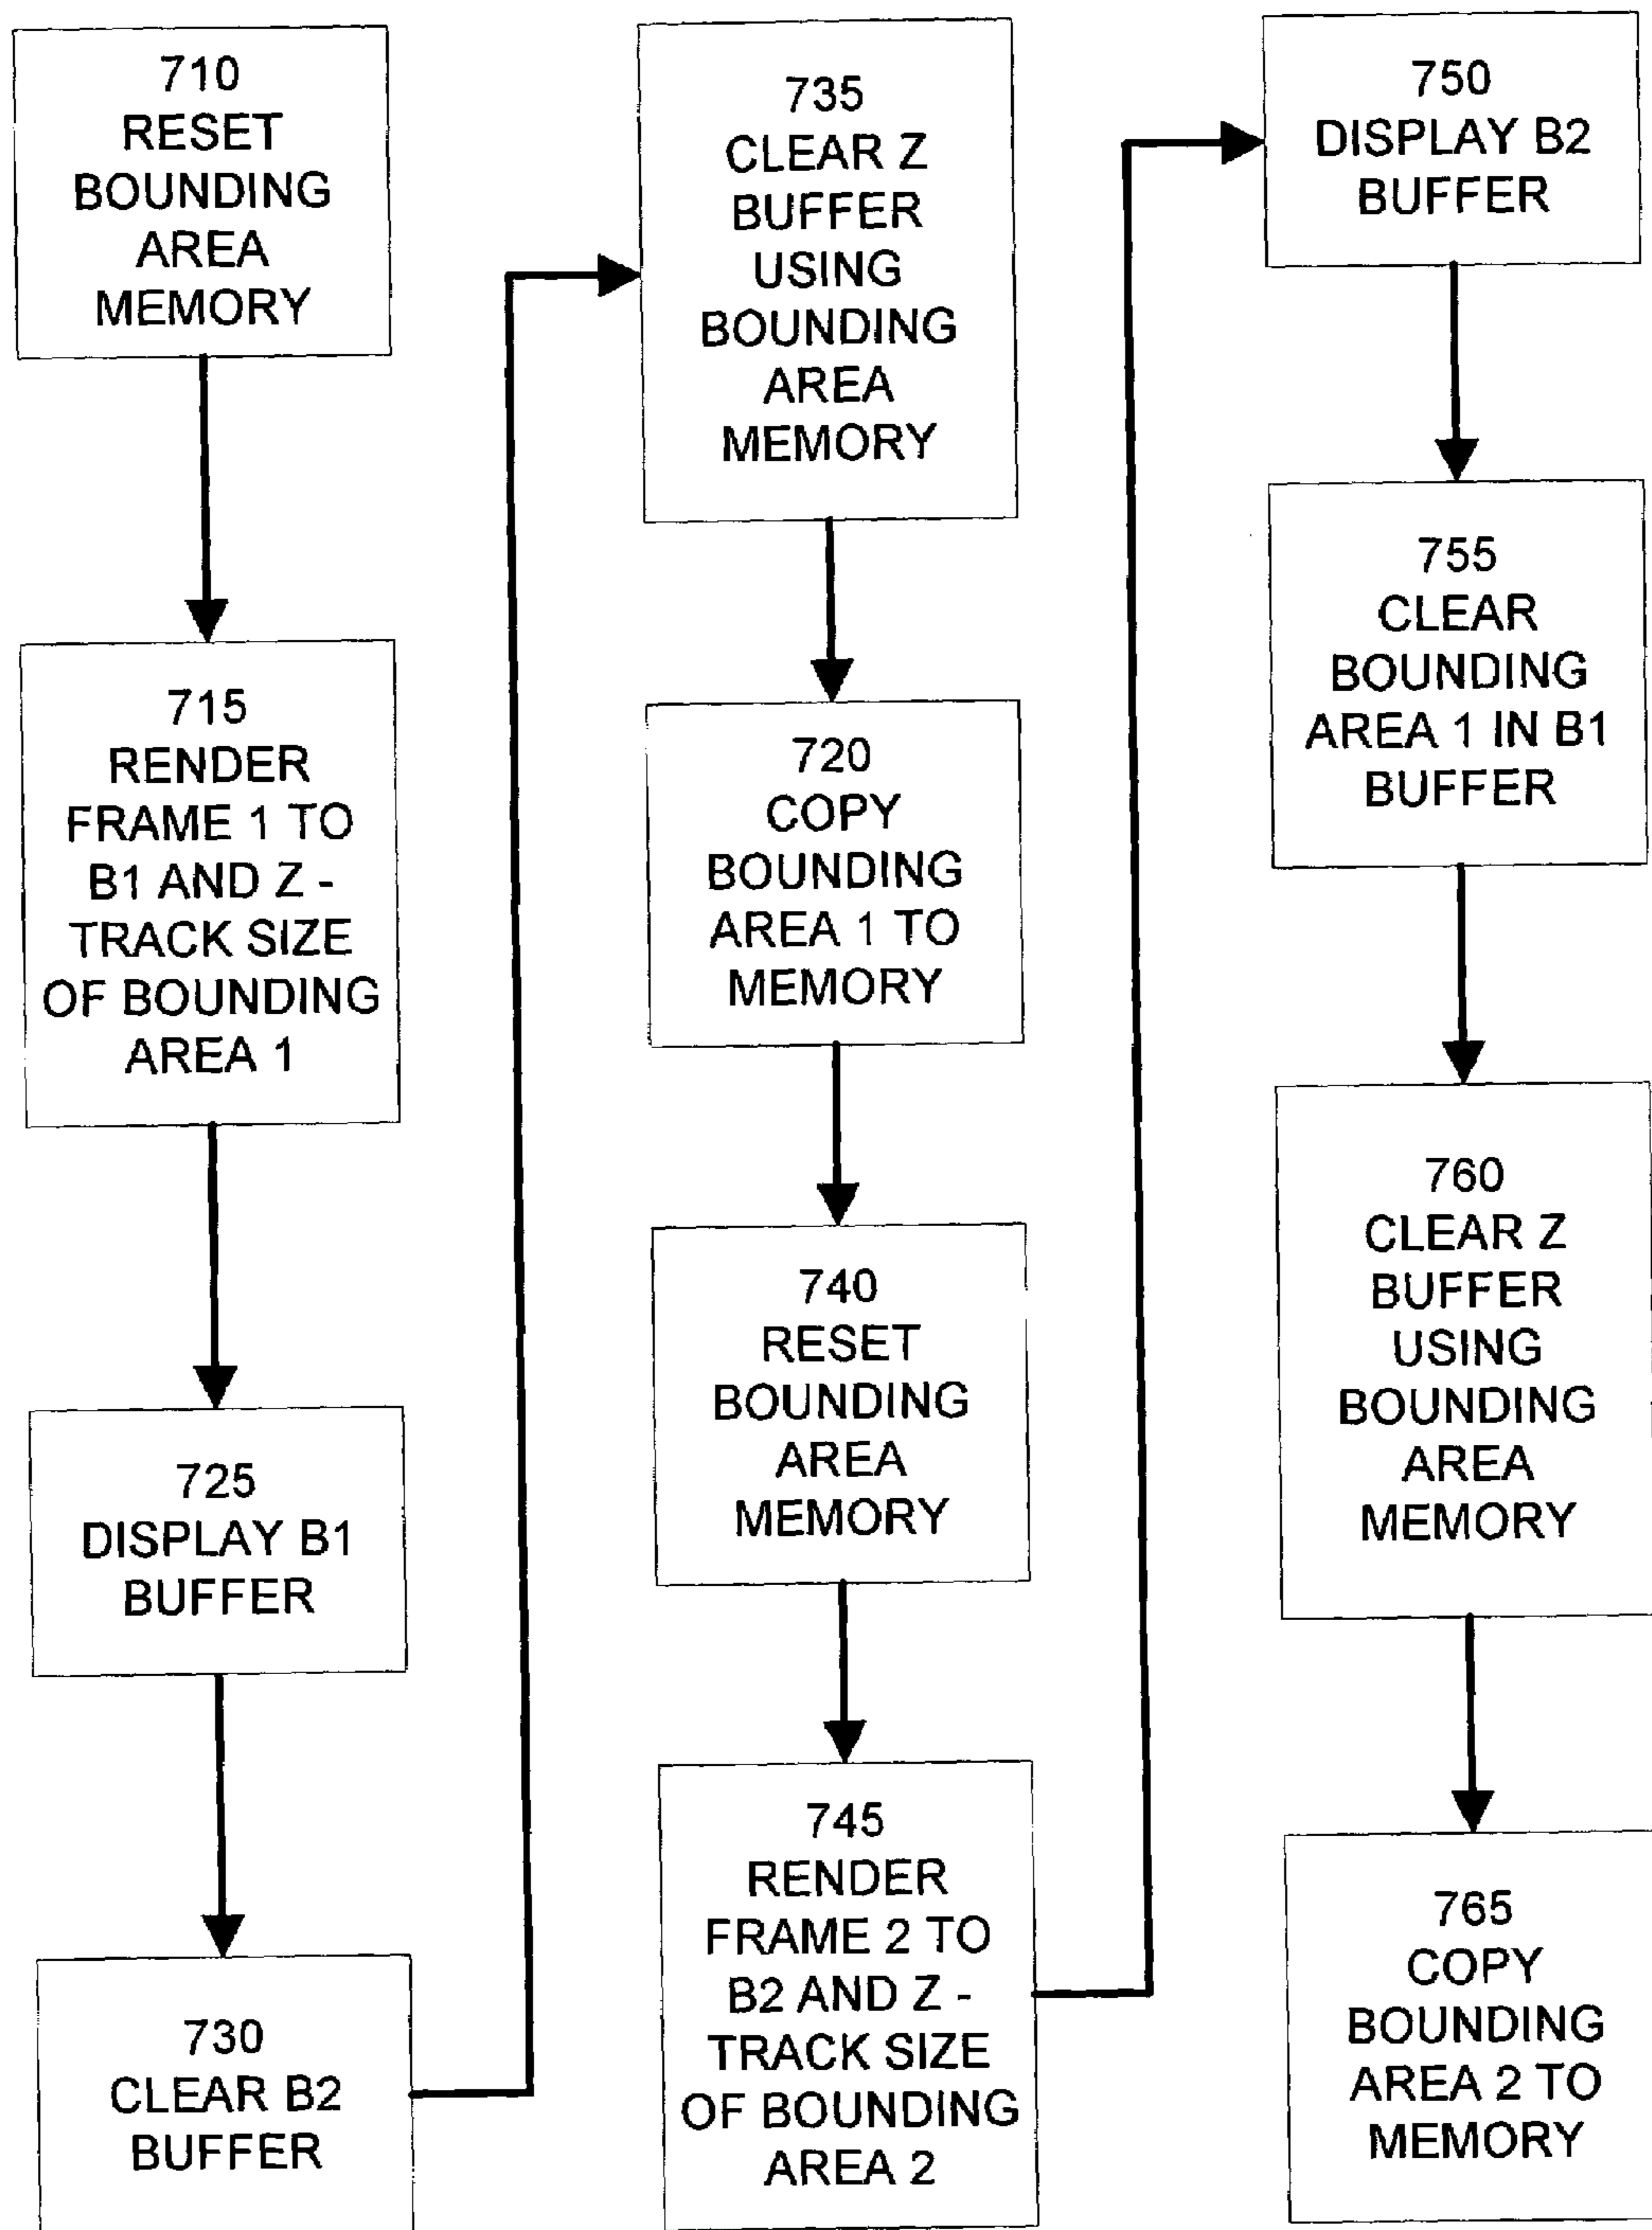 710
RESET
BOUNDING
AREA
MEMORY
715
RENDER
FRAME 1 TO
B1 AND Z -
TRACK SIZE
OF BOUNDING
AREA 1
725
DISPLAY B1
BUFFER
730
CLEAR B2
BUFFER
735
CLEAR Z
BUFFER
USING
BOUNDING
AREA
MEMORY
720
COPY
BOUNDING
AREA 1 TO
MEMORY
740
RESET
BOUNDING
AREA
MEMORY
745
RENDER
FRAME 2 TO
B2 AND Z -
TRACK SIZE
OF BOUNDING
AREA 2
750
DISPLAY B2
BUFFER
755
CLEAR
BOUNDING
AREA 1 IN B1
BUFFER
760
CLEAR Z
BUFFER
USING
BOUNDING
AREA
MEMORY
765
COPY
BOUNDING
AREA 2 TO
MEMORY